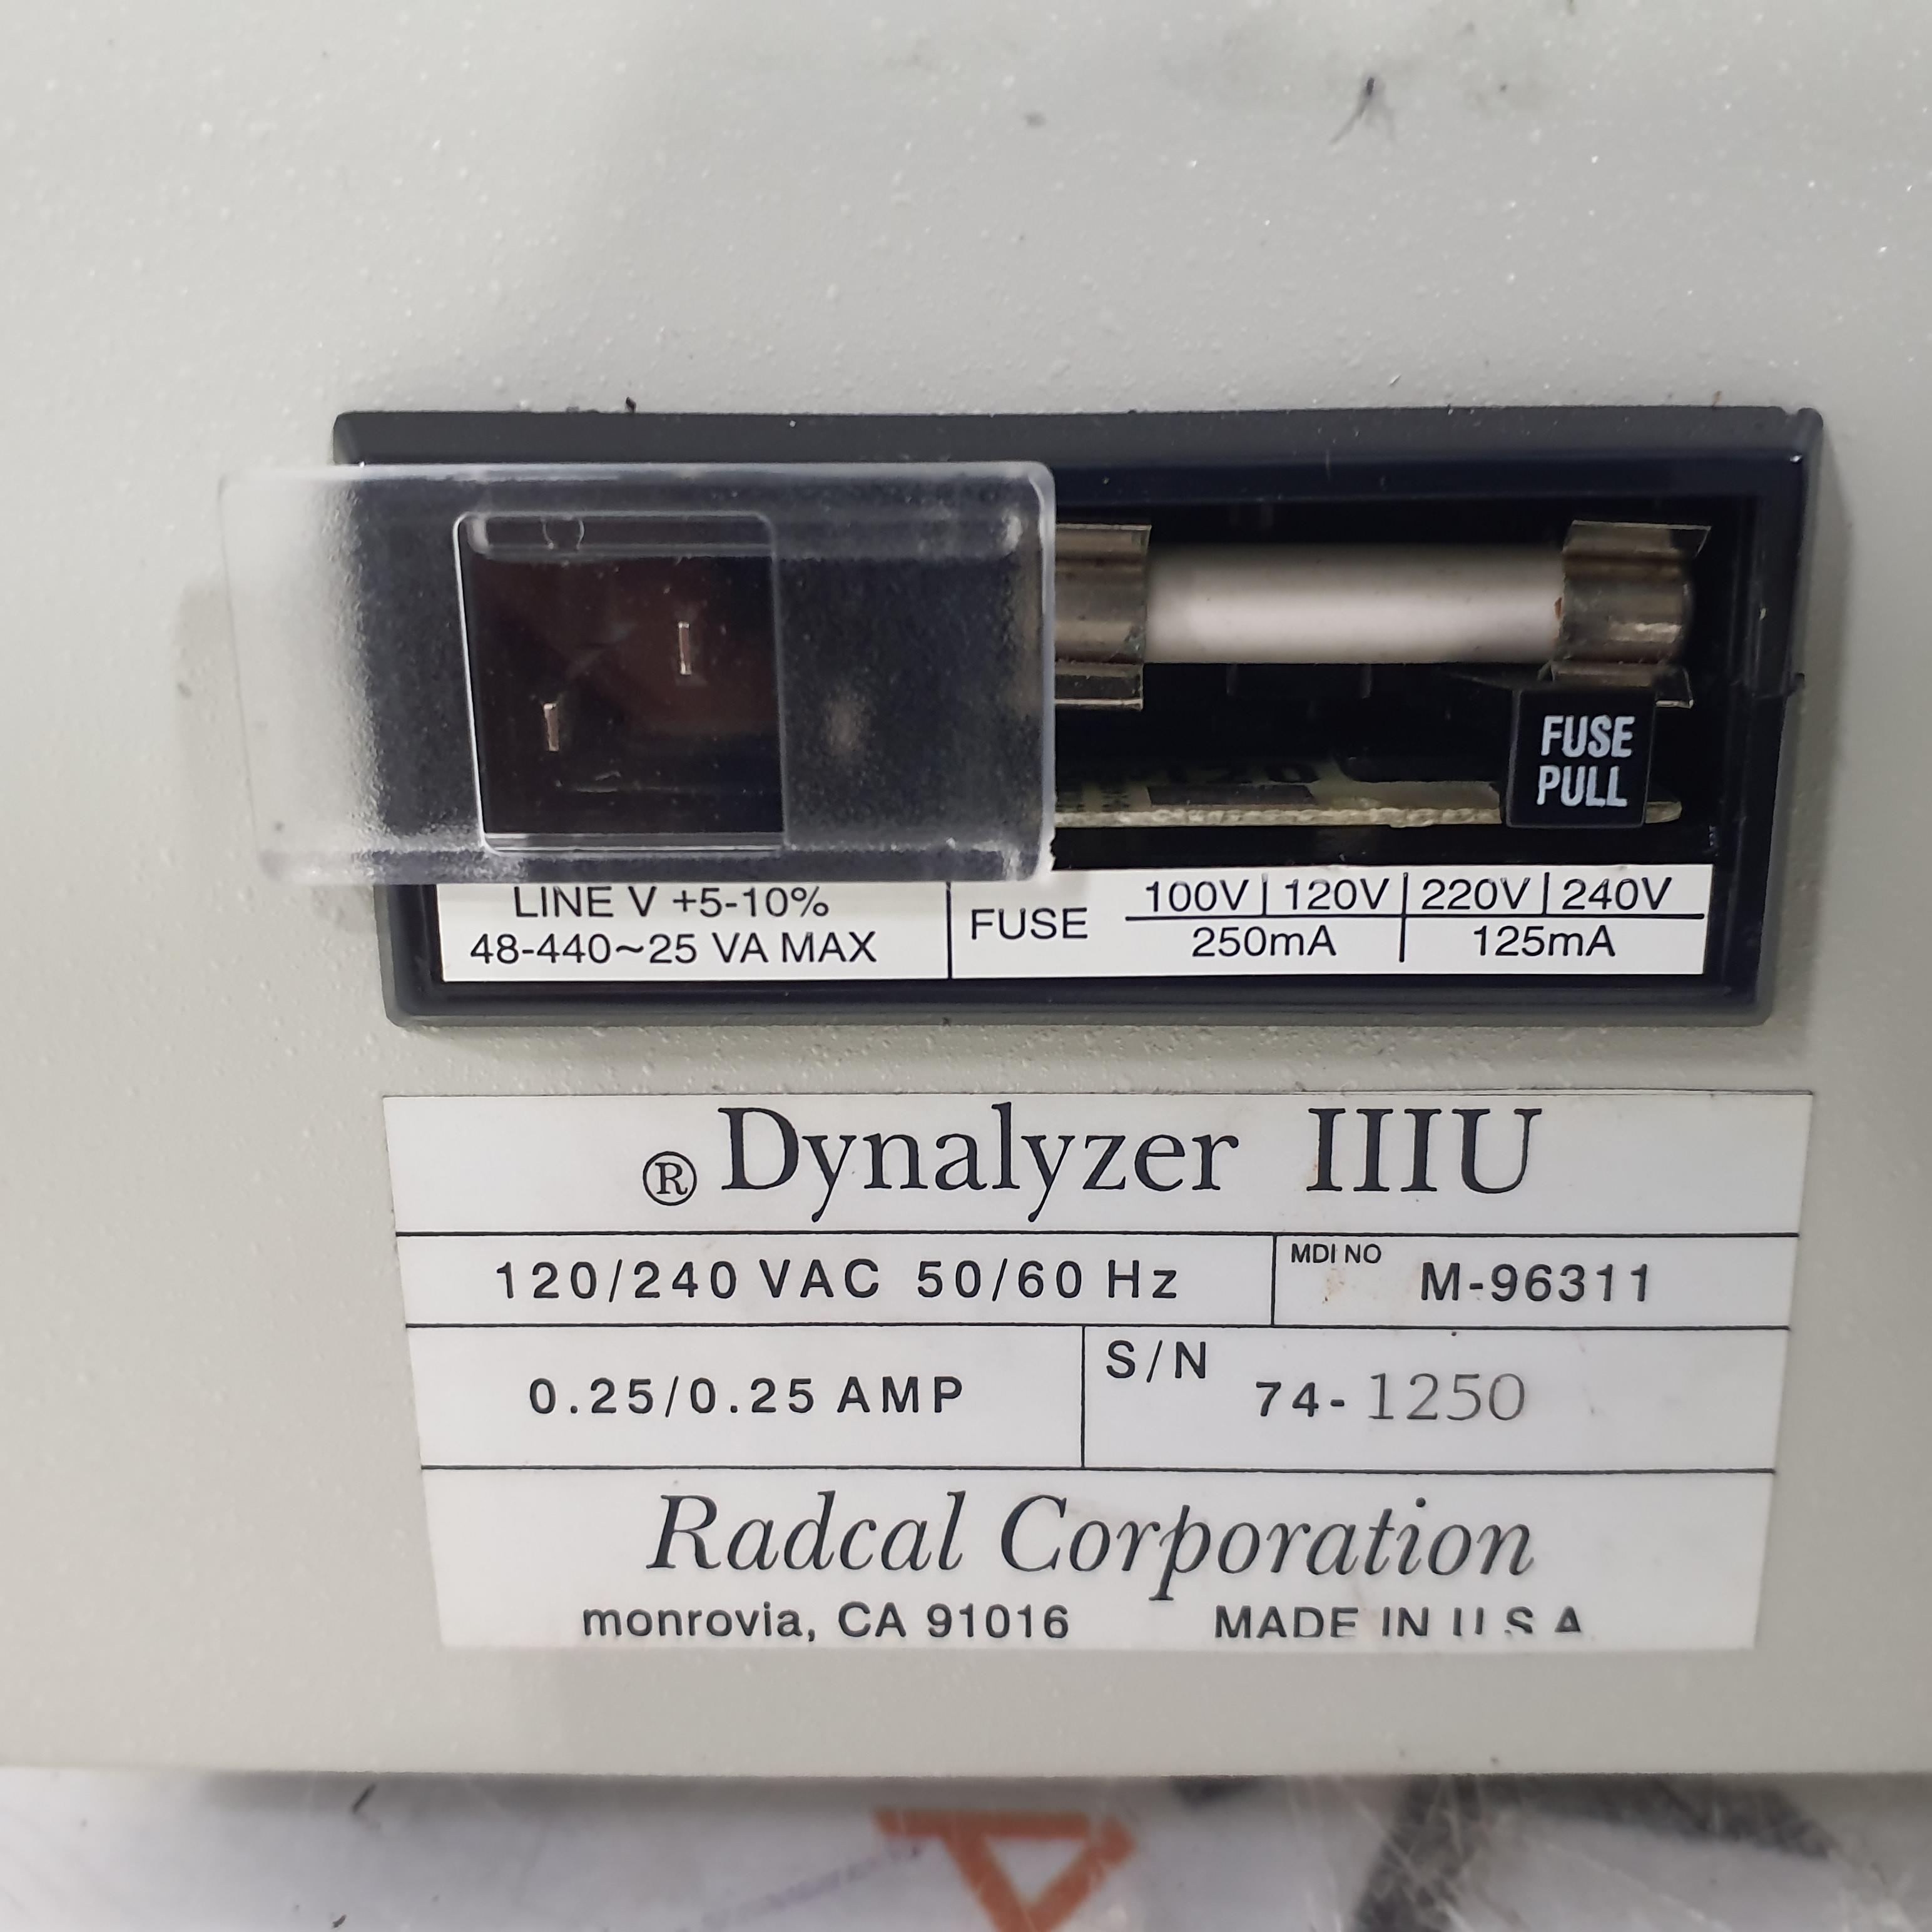 FUSE
PULL
LINE V +5-10%
48-440~25 VA MAX
FUSE
100V | 120V | 220V | 240V
250mA | 125mA
® Dynalyzer IIIU
120/240 VAC 50/60 Hz
MDI NO M-96311
0.25/0.25 AMP
S/N 74-1250
Radcal Corporation
monrovia, CA 91016 MADE IN U S A